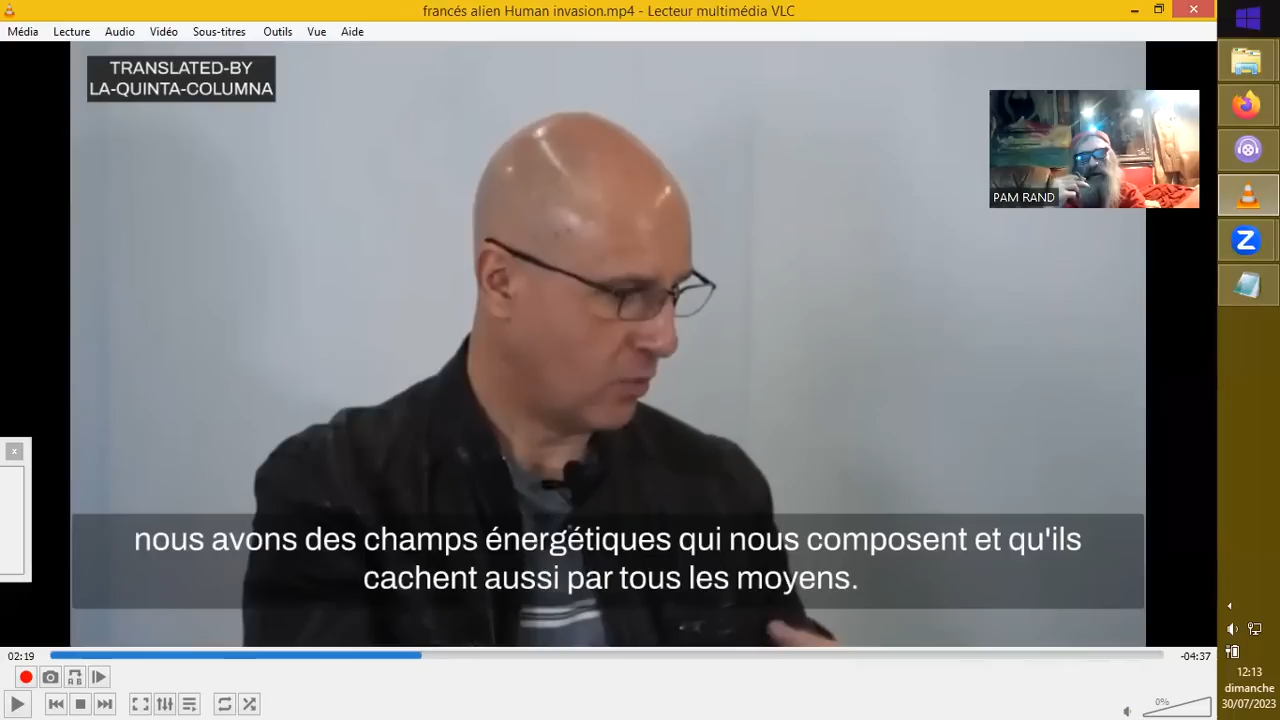 francés alien Human invasion.mp4 - Lecteur multimédia VLC
Média Lecture Audio Vidéo Sous-titres Outils Vue Aide
TRANSLATED-BY
LA-QUINTA-COLUMNA
PAM RAND
nous avons des champs énergétiques qui nous composent et qu'ils
cachent aussi par tous les moyens.
02:19
-04:37
0%
12:13
dimanche
30/07/2023